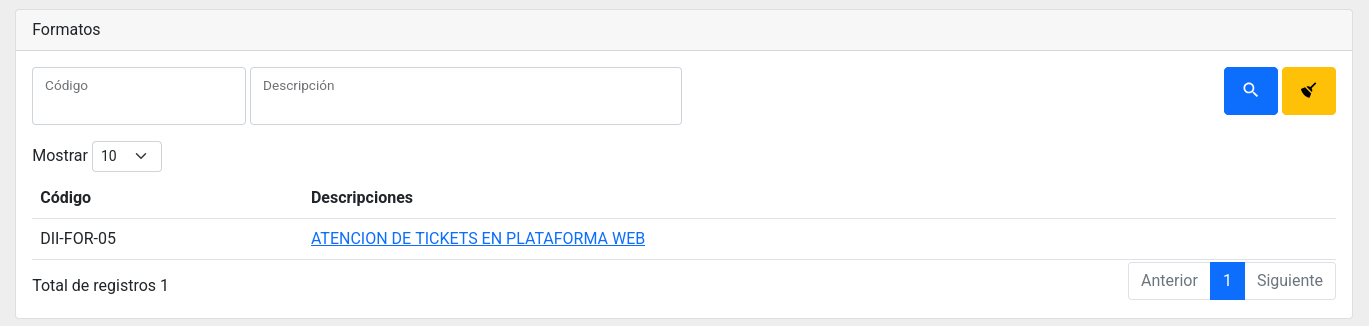 Formatos
Código Descripción
Mostrar 10
Código Descripciones
DII-FOR-05 ATENCION DE TICKETS EN PLATAFORMA WEB
Total de registros 1 Anterior 1 Siguiente